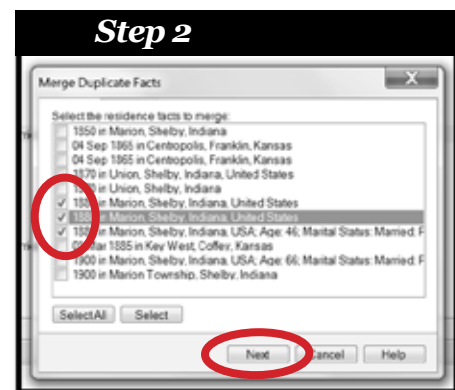 Step 2
Merge Duplicate Facts
X
Select the residence facts to merge:
1850 in Marion, Shelby, Indiana
04 Sep 1865 in Centropolis, Franklin, Kansas
04 Sep 1865 in Centropolis, Franklin, Kansas
1870 in Union, Shelby, Indiana, United States
in Union, Shelby, Indiana
in Marion, Shelby, Indiana, United States
in Marion, Shelby, Indiana, United States
in Marion, Shelby, Indiana, USA; Age: 46; Marital Status: Married: F
Mar 1885 in Key West, Coffey, Kansas
1900 in Marion, Shelby, Indiana, USA; Age: 66; Marital Status: Married: F
1900 in Marion Township, Shelby, Indiana
Select All Select
Next Cancel Help